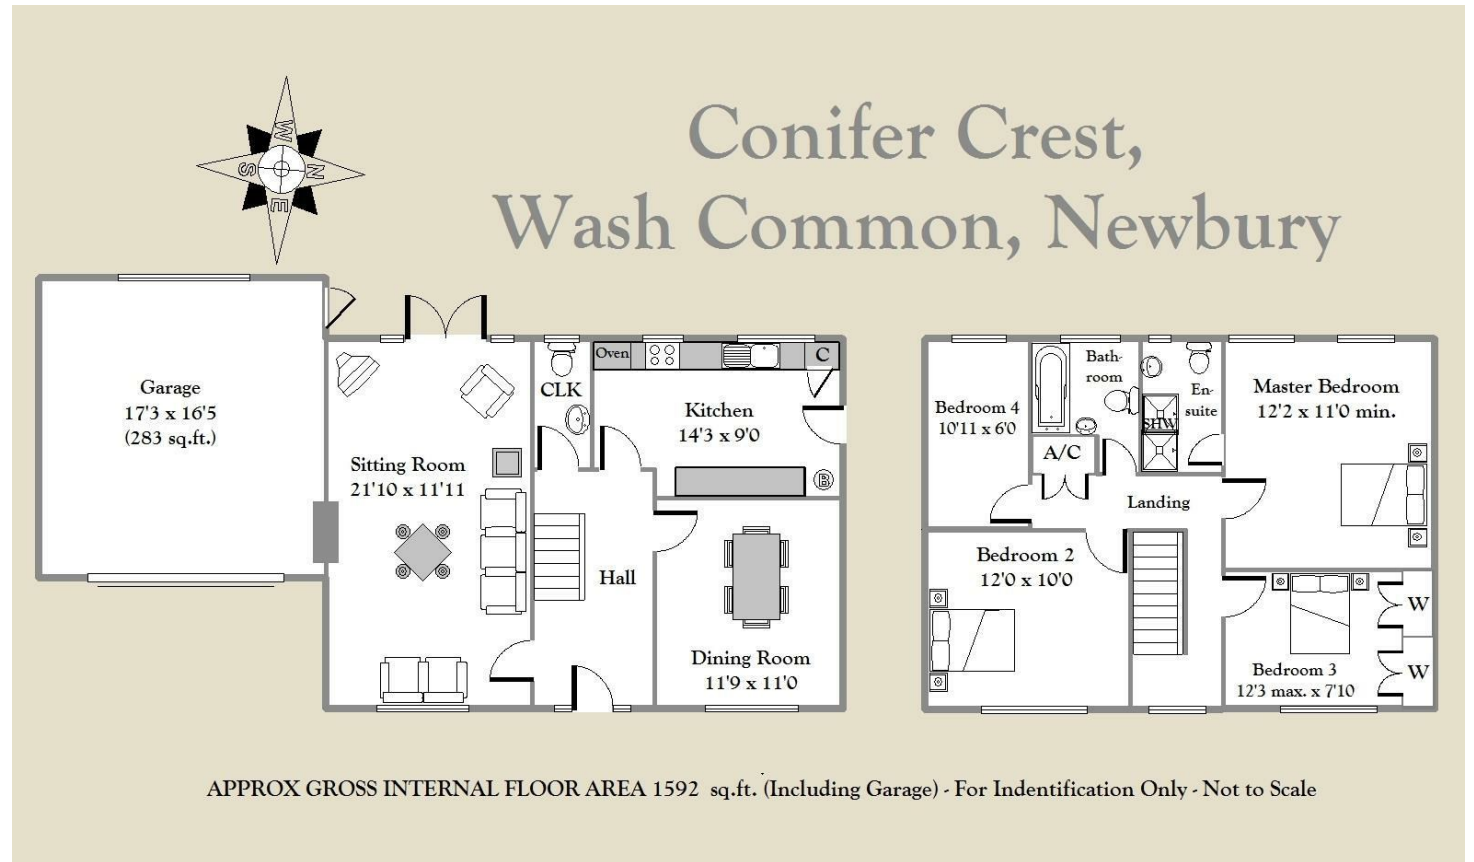 Conifer Crest,
Wash Common, Newbury
W
N
S
E
Garage
17'3 x 16'5
(283 sq.ft.)
Sitting Room
21'10 x 11'11
CLK
Oven
C
Kitchen
14'3 x 9'0
B
Hall
Dining Room
11'9 x 11'0
Bedroom 4
10'11 x 6'0
Bath-
room
A/C
En-
suite
SHW
Master Bedroom
12'2 x 11'0 min.
Landing
Bedroom 2
12'0 x 10'0
Bedroom 3
12'3 max. x 7'10
W
W
APPROX GROSS INTERNAL FLOOR AREA 1592 sq.ft. (Including Garage) - For Indentification Only - Not to Scale